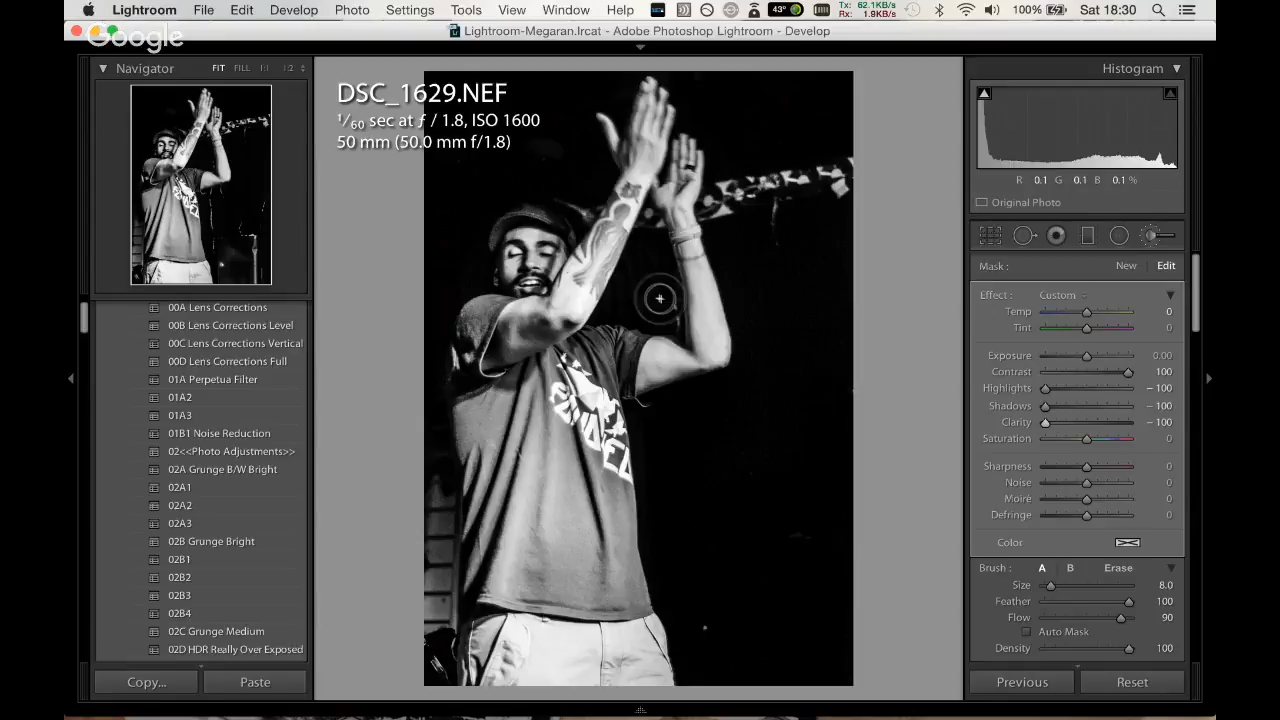 Lightroom File Edit Develop Photo Settings Tools View Window Help 43° Tx: 62.1KB/s Rx: 1.9KB/s 100% Sat 18:30
Google
Lightroom-Megaran.lrcat - Adobe Photoshop Lightroom - Develop
Navigator FIT FILL 1:1 1:2
00A Lens Corrections
00B Lens Corrections Level
00C Lens Corrections Vertical
00D Lens Corrections Full
01A Perpetua Filter
01A2
01A3
01B1 Noise Reduction
02<<Photo Adjustments>>
02A Grunge B/W Bright
02A1
02A2
02A3
02B Grunge Bright
02B1
02B2
02B3
02B4
02C Grunge Medium
02D HDR Really Over Exposed
Copy... Paste
DSC_1629.NEF
1/60 sec at ƒ / 1.8, ISO 1600
50 mm (50.0 mm f/1.8)
Histogram
R 0.1 G 0.1 B 0.1 %
Original Photo
Mask : New Edit
Effect : Custom
Temp 0
Tint 0
Exposure 0.00
Contrast 100
Highlights – 100
Shadows – 100
Clarity – 100
Saturation 0
Sharpness 0
Noise 0
Moiré 0
Defringe 0
Color
Brush : A B Erase
Size 8.0
Feather 100
Flow 90
Auto Mask
Density 100
Previous Reset